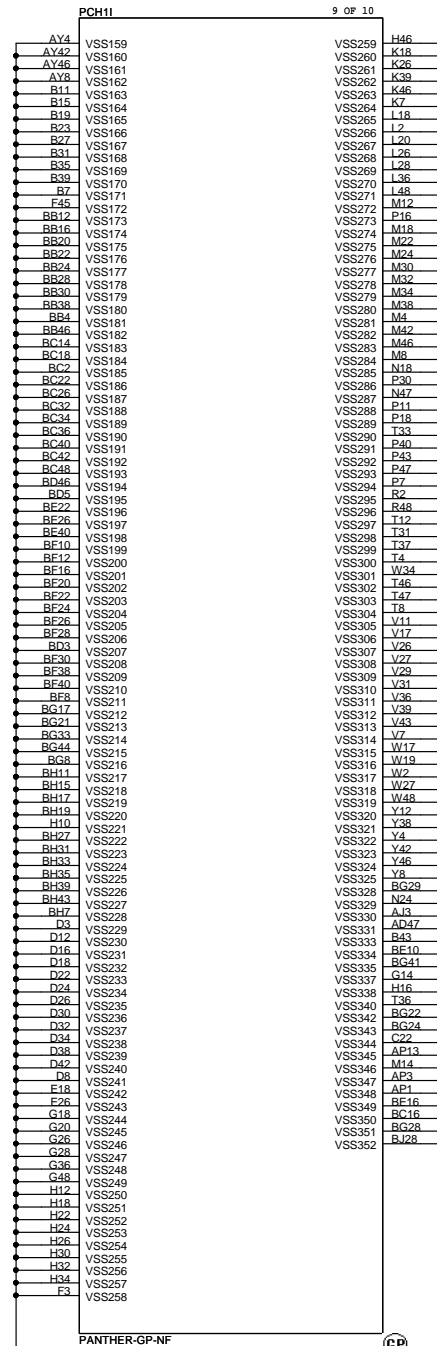 PCH1I 9 OF 10
AY4 VSS159 VSS259 H46
AY42 VSS160 VSS260 K18
AY46 VSS161 VSS261 K26
AY8 VSS162 VSS262 K39
B11 VSS163 VSS263 K46
B15 VSS164 VSS264 K7
B19 VSS165 VSS265 L18
B23 VSS166 VSS266 L2
B27 VSS167 VSS267 L20
B31 VSS168 VSS268 L26
B35 VSS169 VSS269 L28
B39 VSS170 VSS270 L36
B7 VSS171 VSS271 L48
F45 VSS172 VSS272 M12
BB12 VSS173 VSS273 P16
BB16 VSS174 VSS274 M18
BB20 VSS175 VSS275 M22
BB22 VSS176 VSS276 M24
BB24 VSS177 VSS277 M30
BB28 VSS178 VSS278 M32
BB30 VSS179 VSS279 M34
BB38 VSS180 VSS280 M38
BB4 VSS181 VSS281 M4
BB46 VSS182 VSS282 M42
BC14 VSS183 VSS283 M46
BC18 VSS184 VSS284 M8
BC2 VSS185 VSS285 N18
BC22 VSS186 VSS286 P30
BC26 VSS187 VSS287 N47
BC32 VSS188 VSS288 P11
BC34 VSS189 VSS289 P18
BC36 VSS190 VSS290 T33
BC40 VSS191 VSS291 P40
BC42 VSS192 VSS292 P43
BC48 VSS193 VSS293 P47
BD46 VSS194 VSS294 P7
BD5 VSS195 VSS295 R2
BE22 VSS196 VSS296 R48
BE26 VSS197 VSS297 T12
BE40 VSS198 VSS298 T31
BF10 VSS199 VSS299 T37
BF12 VSS200 VSS300 T4
BF16 VSS201 VSS301 W34
BF20 VSS202 VSS302 T46
BF22 VSS203 VSS303 T47
BF24 VSS204 VSS304 T8
BF26 VSS205 VSS305 V11
BF28 VSS206 VSS306 V17
BD3 VSS207 VSS307 V26
BF30 VSS208 VSS308 V27
BF38 VSS209 VSS309 V29
BF40 VSS210 VSS310 V31
BF8 VSS211 VSS311 V36
BG17 VSS212 VSS312 V39
BG21 VSS213 VSS313 V43
BG33 VSS214 VSS314 V7
BG44 VSS215 VSS315 W17
BG8 VSS216 VSS316 W19
BH11 VSS217 VSS317 W2
BH15 VSS218 VSS318 W27
BH17 VSS219 VSS319 W48
BH19 VSS220 VSS320 Y12
H10 VSS221 VSS321 Y38
BH27 VSS222 VSS322 Y4
BH31 VSS223 VSS323 Y42
BH33 VSS224 VSS324 Y46
BH35 VSS225 VSS325 Y8
BH39 VSS226 VSS328 BG29
BH43 VSS227 VSS329 N24
BH7 VSS228 VSS330 AJ3
D3 VSS229 VSS331 AD47
D12 VSS230 VSS333 B43
D16 VSS231 VSS334 BE10
D18 VSS232 VSS335 BG41
D22 VSS233 VSS337 G14
D24 VSS234 VSS338 H16
D26 VSS235 VSS340 T36
D30 VSS236 VSS342 BG22
D32 VSS237 VSS343 BG24
D34 VSS238 VSS344 C22
D38 VSS239 VSS345 AP13
D42 VSS240 VSS346 M14
D8 VSS241 VSS347 AP3
E18 VSS242 VSS348 AP1
E26 VSS243 VSS349 BE16
G18 VSS244 VSS350 BC16
G20 VSS245 VSS351 BG28
G26 VSS246 VSS352 BJ28
G28 VSS247
G36 VSS248
G48 VSS249
H12 VSS250
H18 VSS251
H22 VSS252
H24 VSS253
H26 VSS254
H30 VSS255
H32 VSS256
H34 VSS257
F3 VSS258
PANTHER-GP-NF GP